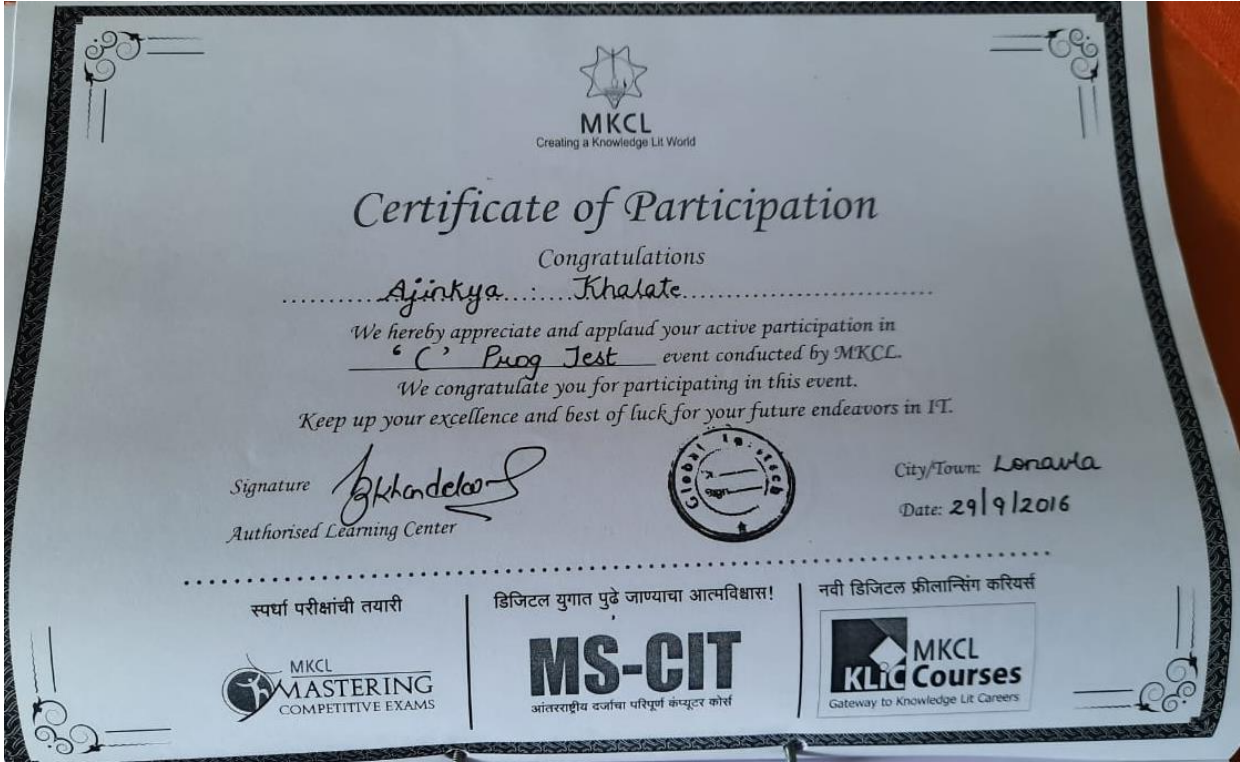 MKCL
Creating a Knowledge Lit World
Certificate of Participation
Congratulations
Ajinkya Khalate
We hereby appreciate and applaud your active participation in
'C' Prog Test event conducted by MKCL.
We congratulate you for participating in this event.
Keep up your excellence and best of luck for your future endeavors in IT.
Signature
Authorised Learning Center
Global
City/Town: Lonavla
Date: 29/9/2016
स्पर्धा परीक्षांची तयारी
MKCL
MASTERING
COMPETITIVE EXAMS
डिजिटल युगात पुढे जाण्याचा आत्मविश्वास!
MS-CIT
आंतरराष्ट्रीय दर्जाचा परिपूर्ण कंप्यूटर कोर्स
नवी डिजिटल फ्रीलान्सिंग करियर्स
MKCL
KLiC Courses
Gateway to Knowledge Lit Careers